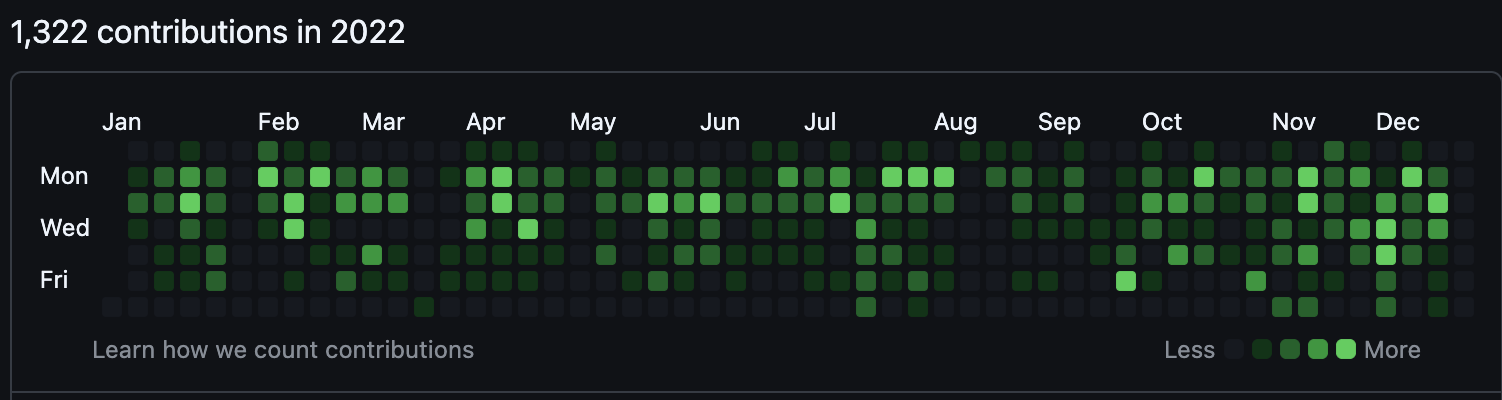 1,322 contributions in 2022
Jan Feb Mar Apr May Jun Jul Aug Sep Oct Nov Dec
Mon
Wed
Fri
Learn how we count contributions Less More